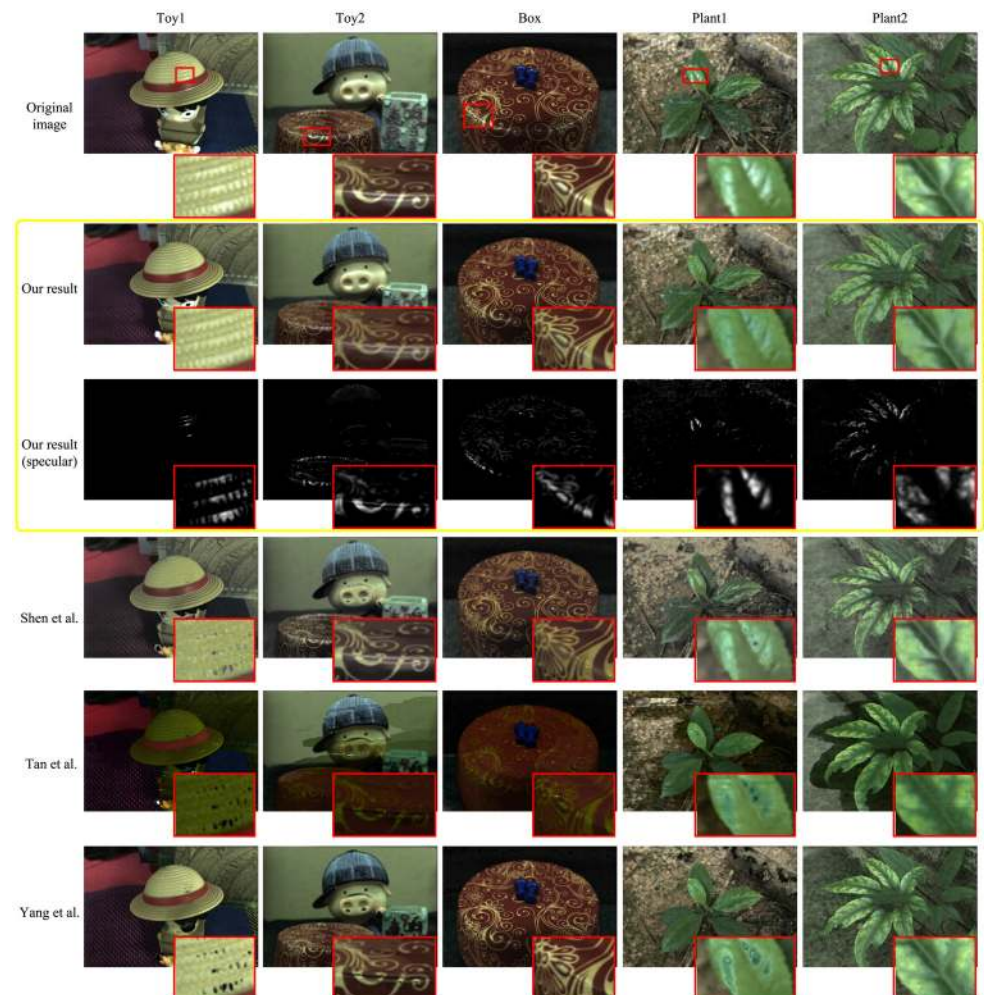 Toy1 Toy2 Box Plant1 Plant2
Original
image
Our result
Our result
(specular)
Shen et al.
Tan et al.
Yang et al.